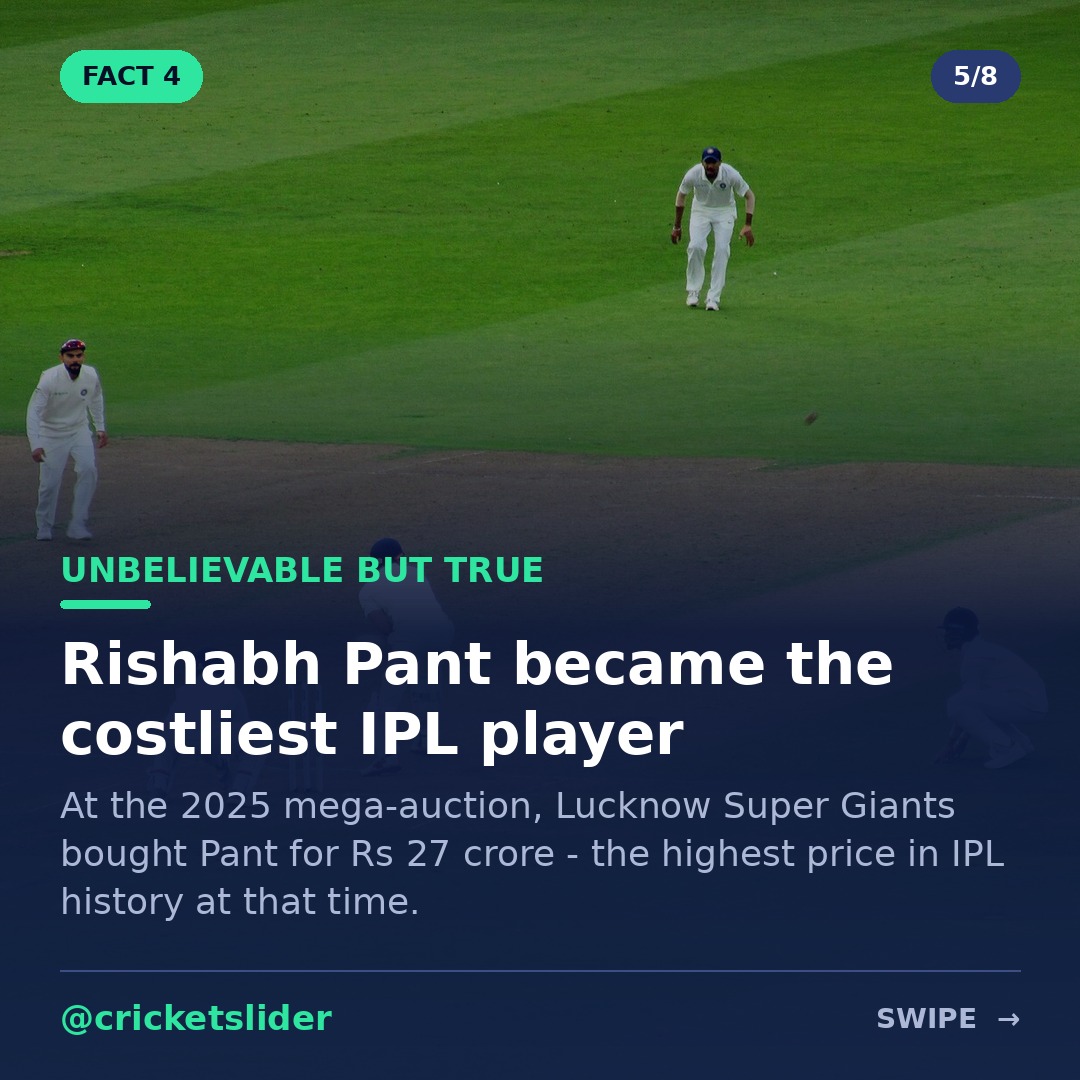 FACT 4
5/8
UNBELIEVABLE BUT TRUE
Rishabh Pant became the
costliest IPL player
At the 2025 mega-auction, Lucknow Super Giants
bought Pant for Rs 27 crore - the highest price in IPL
history at that time.
@cricketslider
SWIPE →